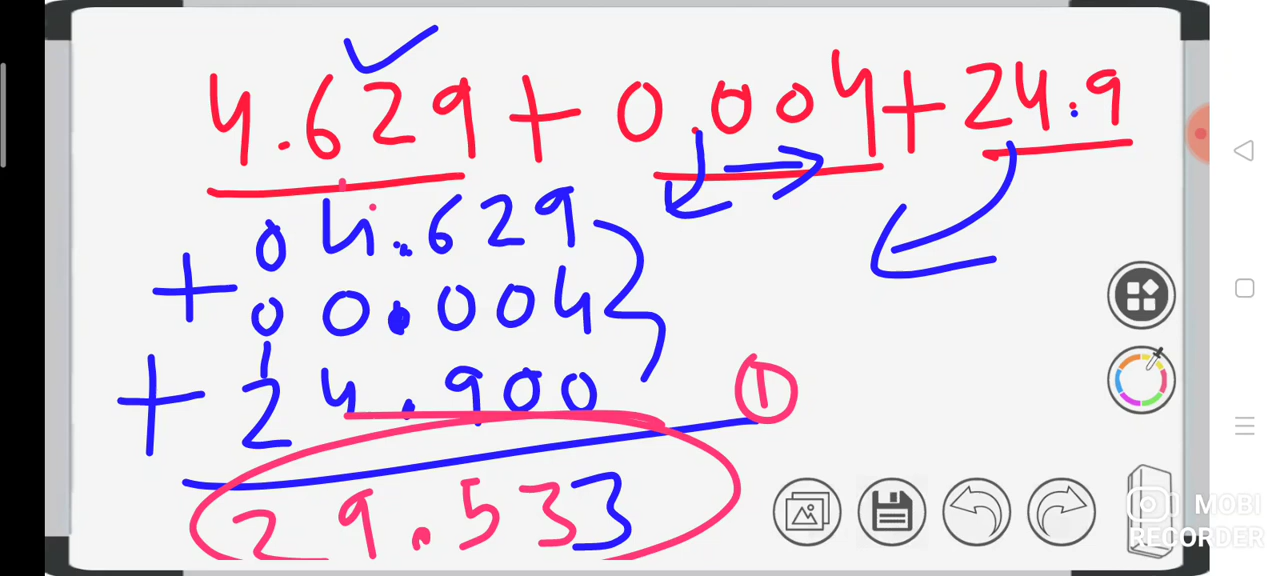 4.629 + 0.004 + 24.9
04.629
+ 00.004
+ 24.900
1
29.533
MOBI
RECORDER